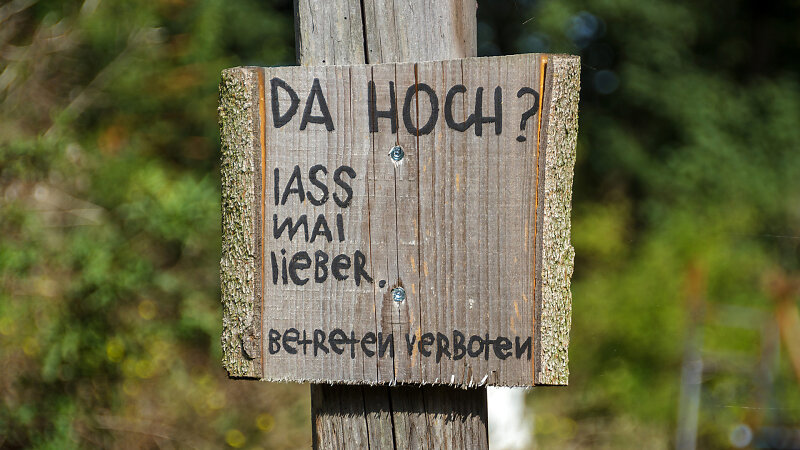 DA HOCH?
lASS
MAl
lieBER.
BetReten VERBoten